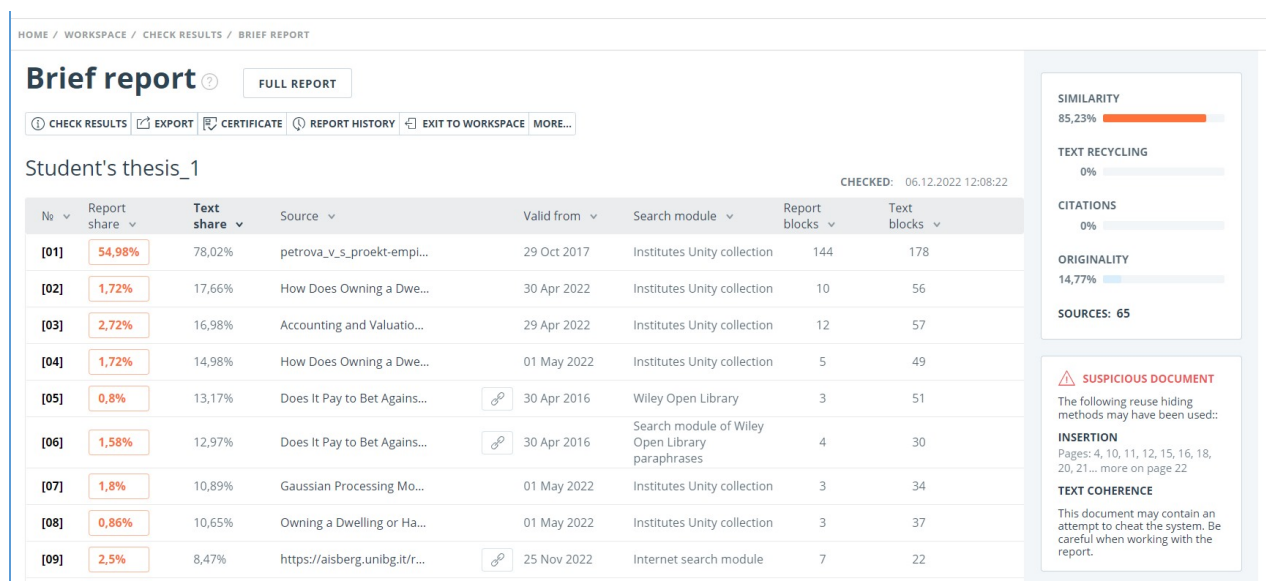 HOME / WORKSPACE / CHECK RESULTS / BRIEF REPORT
Brief report ?
FULL REPORT
CHECK RESULTS EXPORT CERTIFICATE REPORT HISTORY EXIT TO WORKSPACE MORE...
Student's thesis_1
CHECKED: 06.12.2022 12:08:22
№ Report share Text share Source Valid from Search module Report blocks Text blocks
[01] 54,98% 78,02% petrova_v_s_proekt-empi... 29 Oct 2017 Institutes Unity collection 144 178
[02] 1,72% 17,66% How Does Owning a Dwe... 30 Apr 2022 Institutes Unity collection 10 56
[03] 2,72% 16,98% Accounting and Valuatio... 29 Apr 2022 Institutes Unity collection 12 57
[04] 1,72% 14,98% How Does Owning a Dwe... 01 May 2022 Institutes Unity collection 5 49
[05] 0,8% 13,17% Does It Pay to Bet Agains... 30 Apr 2016 Wiley Open Library 3 51
[06] 1,58% 12,97% Does It Pay to Bet Agains... 30 Apr 2016 Search module of Wiley Open Library paraphrases 4 30
[07] 1,8% 10,89% Gaussian Processing Mo... 01 May 2022 Institutes Unity collection 3 34
[08] 0,86% 10,65% Owning a Dwelling or Ha... 01 May 2022 Institutes Unity collection 3 37
[09] 2,5% 8,47% https://aisberg.unibg.it/r... 25 Nov 2022 Internet search module 7 22
SIMILARITY
85,23%
TEXT RECYCLING
0%
CITATIONS
0%
ORIGINALITY
14,77%
SOURCES: 65
SUSPICIOUS DOCUMENT
The following reuse hiding
methods may have been used::
INSERTION
Pages: 4, 10, 11, 12, 15, 16, 18,
20, 21... more on page 22
TEXT COHERENCE
This document may contain an
attempt to cheat the system. Be
careful when working with the
report.